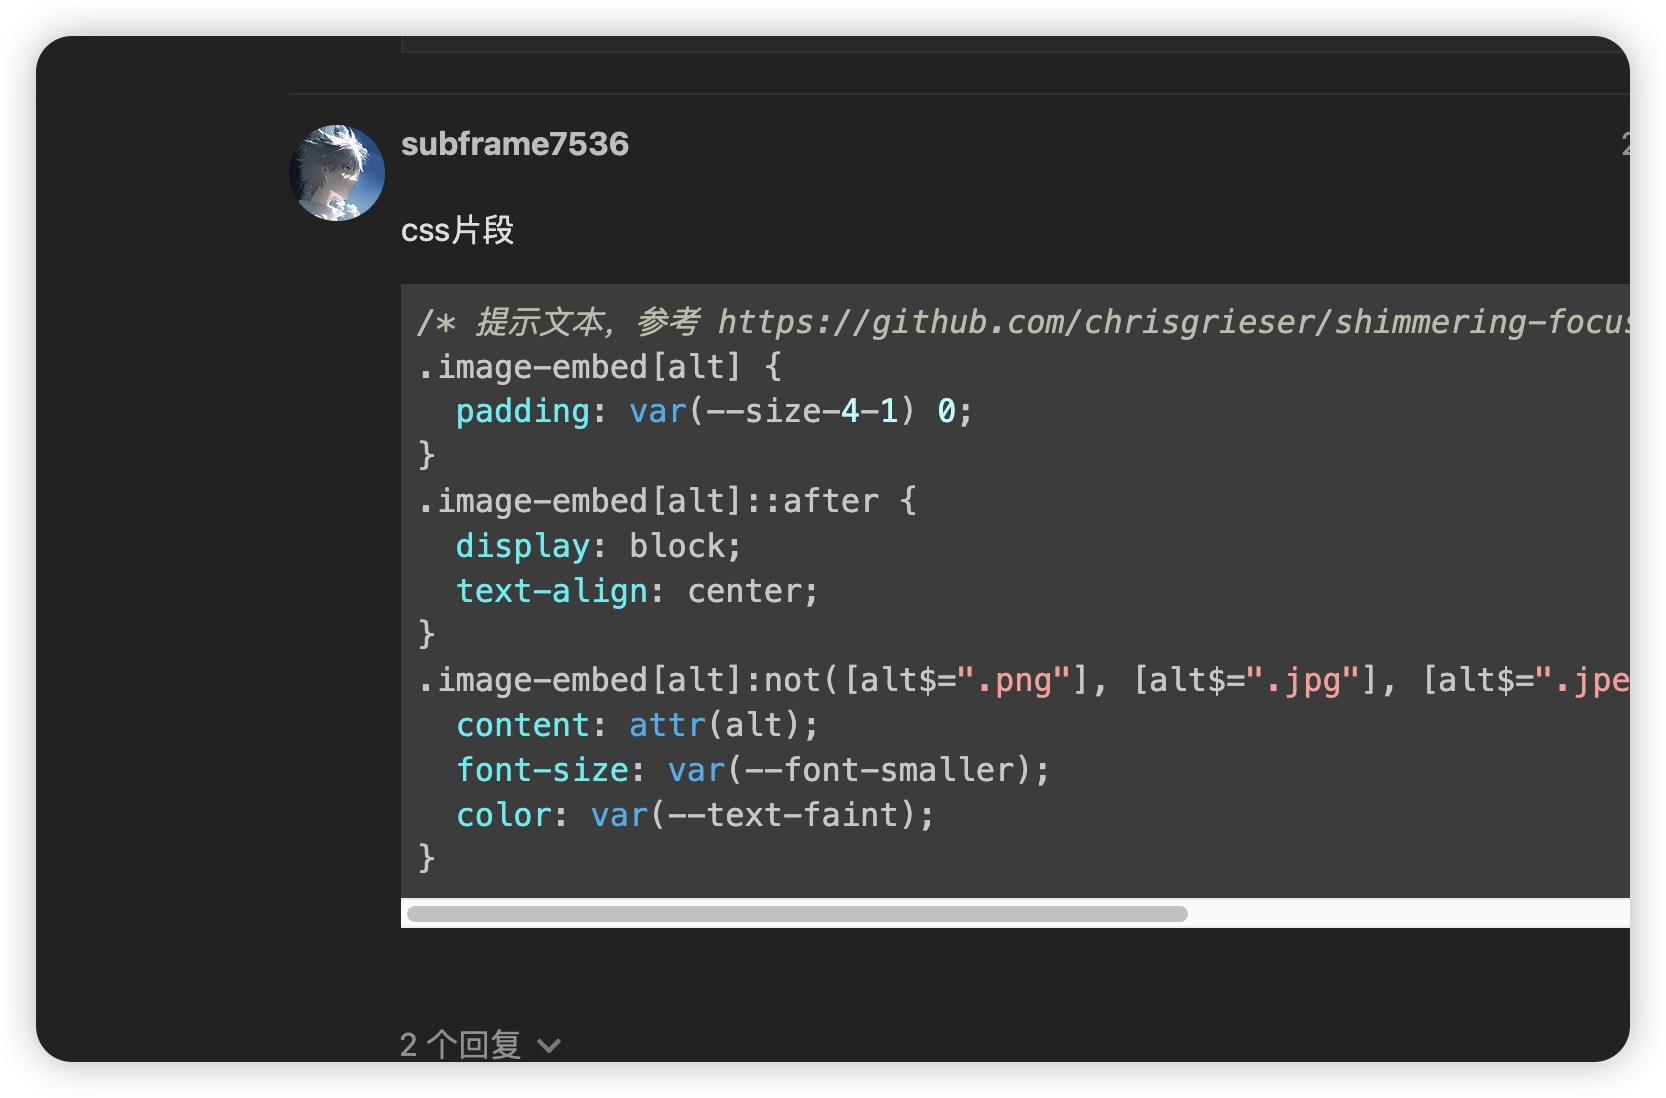 subframe7536
css片段
/* 提示文本, 参考 https://github.com/chrisgrieser/shimmering-focus
.image-embed[alt] {
  padding: var(--size-4-1) 0;
}
.image-embed[alt]::after {
  display: block;
  text-align: center;
}
.image-embed[alt]:not([alt$=".png"], [alt$=".jpg"], [alt$=".jpe
  content: attr(alt);
  font-size: var(--font-smaller);
  color: var(--text-faint);
}
2 个回复